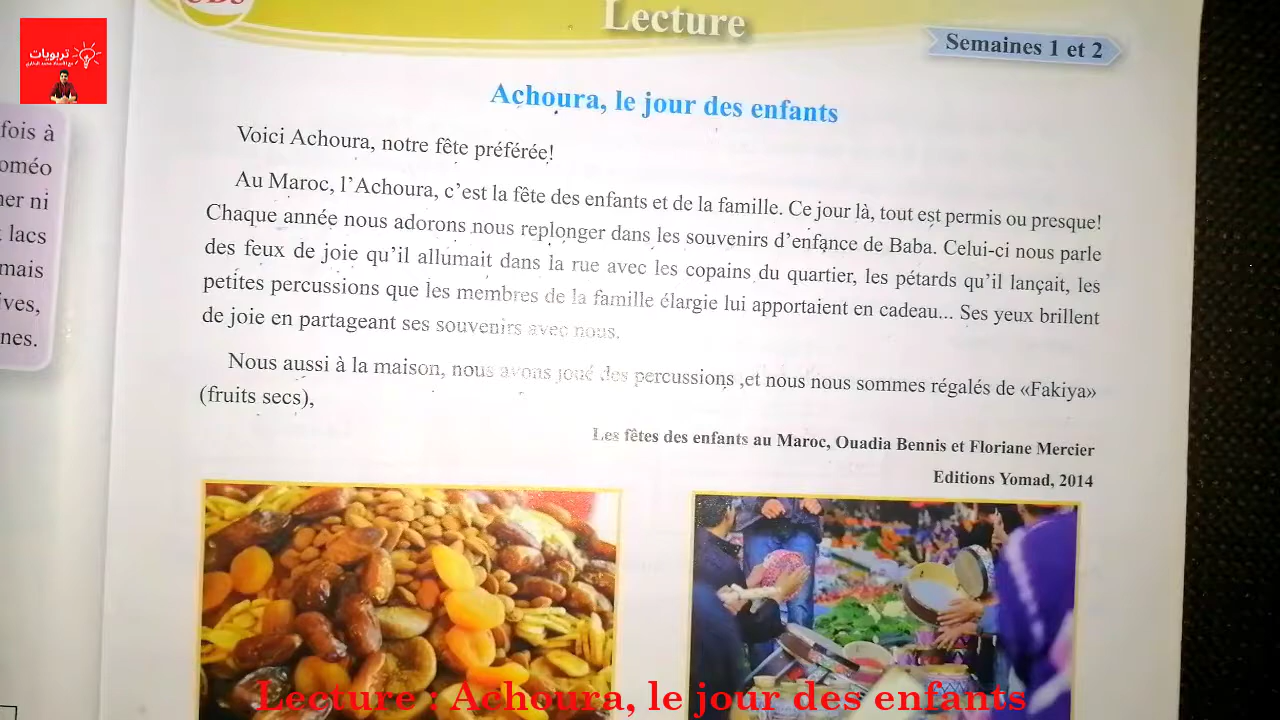 Lecture
Semaines 1 et 2
تربويات
Achoura, le jour des enfants
Voici Achoura, notre fête préférée!
Au Maroc, l'Achoura, c'est la fête des enfants et de la famille. Ce jour là, tout est permis ou presque!
Chaque année nous adorons nous replonger dans les souvenirs d'enfance de Baba. Celui-ci nous parle
des feux de joie qu'il allumait dans la rue avec les copains du quartier, les pétards qu'il lançait, les
petites percussions que les membres de la famille élargie lui apportaient en cadeau... Ses yeux brillent
de joie en partageant ses souvenirs avec nous.
Nous aussi à la maison, nous avons joué des percussions ,et nous nous sommes régalés de «Fakiya»
(fruits secs),
Les fêtes des enfants au Maroc, Ouadia Bennis et Floriane Mercier
Editions Yomad, 2014
fois à
oméo
ner ni
lacs
mais
ives,
nes.
Lecture : Achoura, le jour des enfants